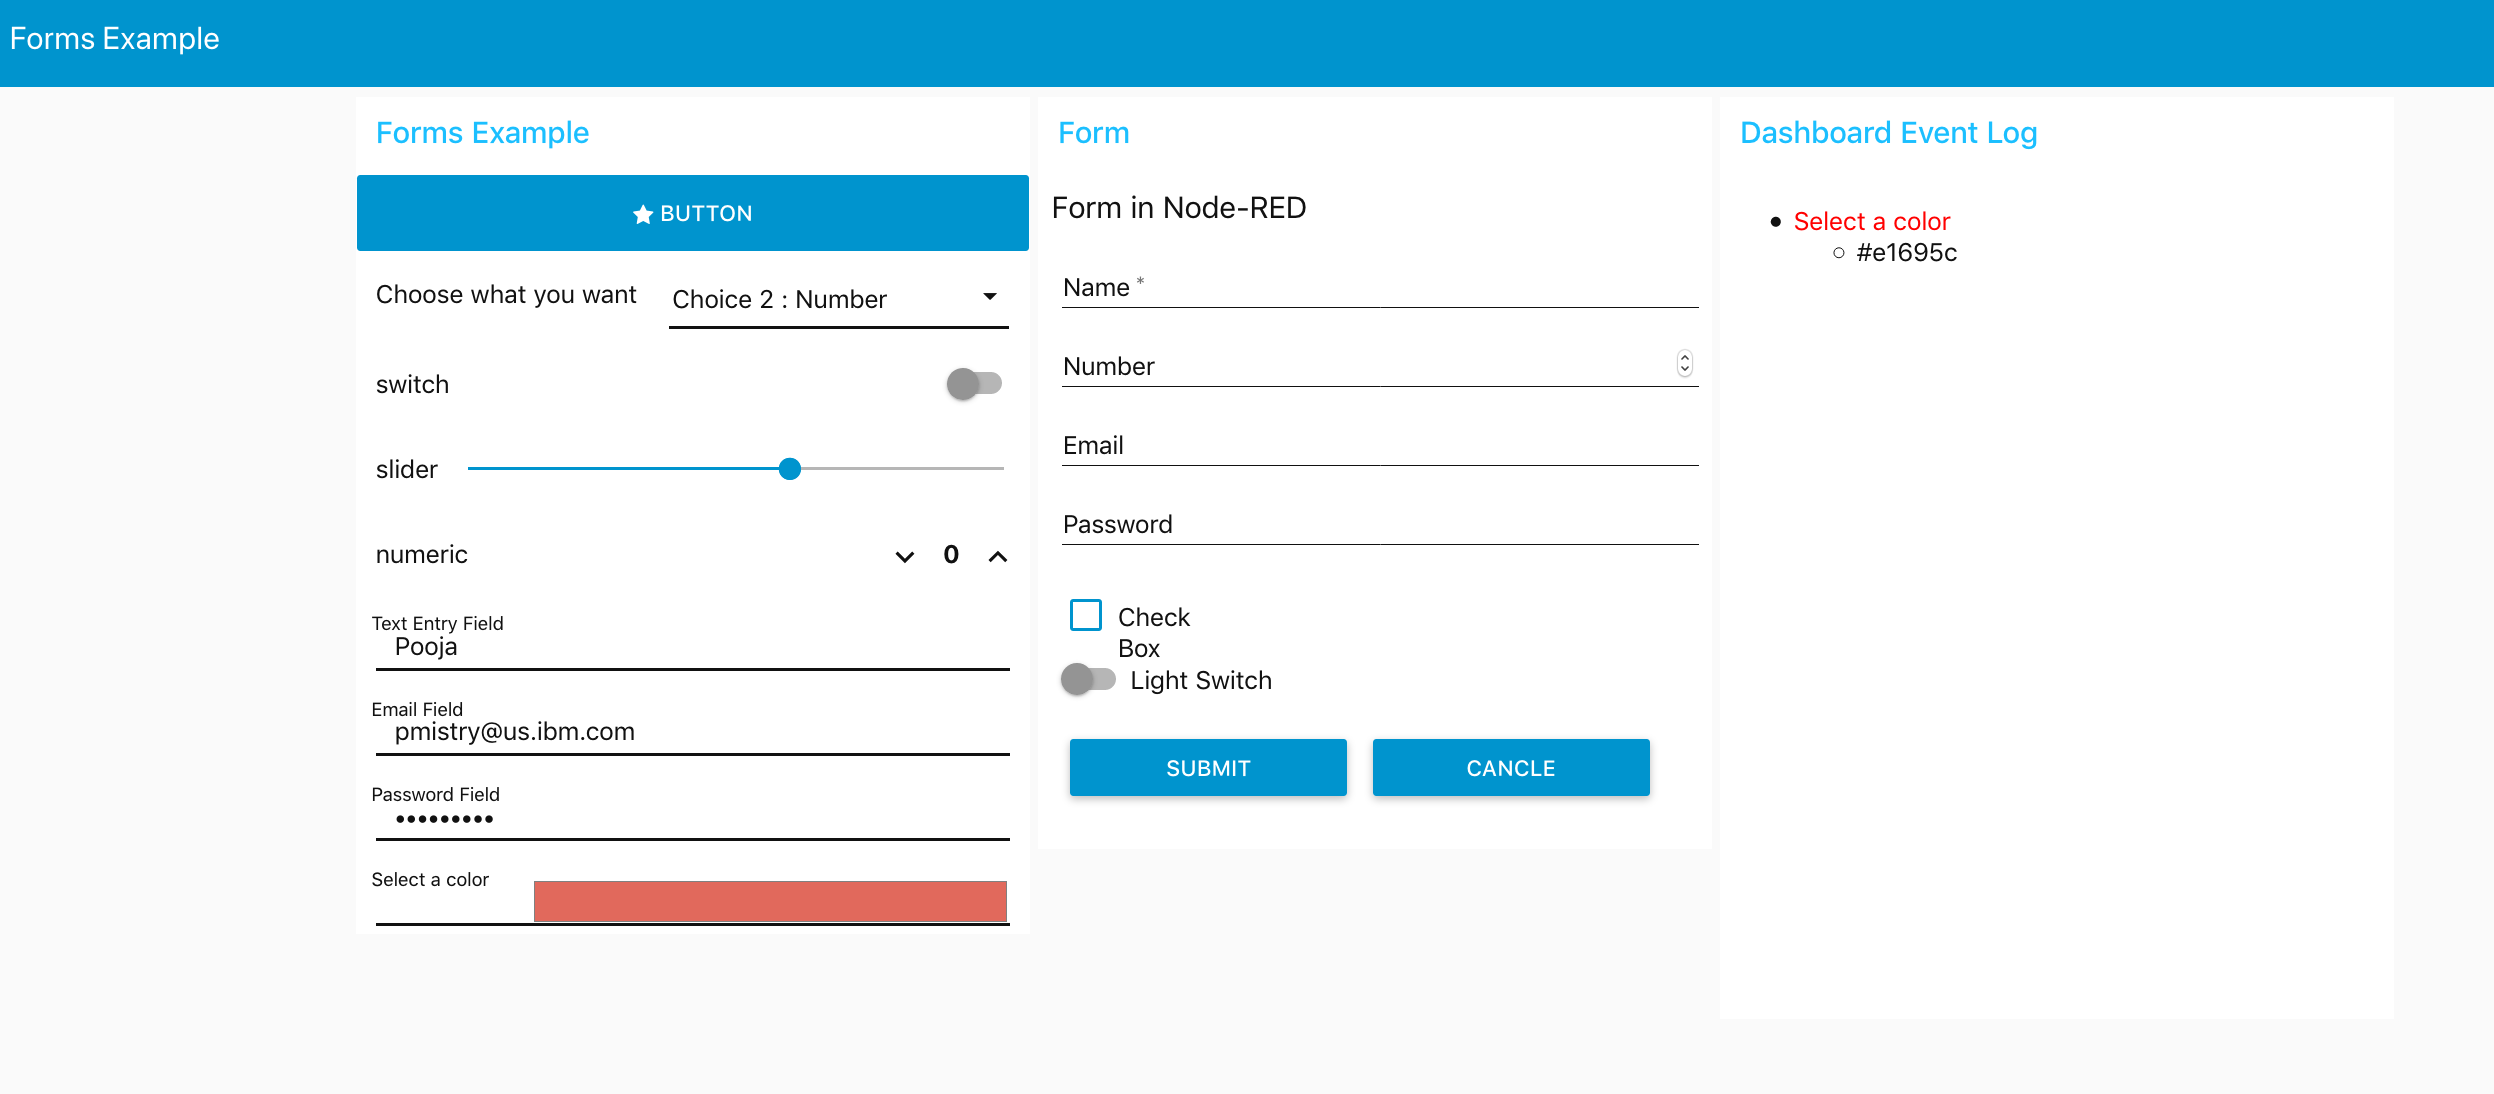 Forms Example
Forms Example
BUTTON
Choose what you want
Choice 2 : Number
switch
slider
numeric
0
Text Entry Field
Pooja
Email Field
pmistry@us.ibm.com
Password Field
•••••••••
Select a color
Form
Form in Node-RED
Name *
Number
Email
Password
Check
Box
Light Switch
SUBMIT
CANCLE
Dashboard Event Log
Select a color
#e1695c